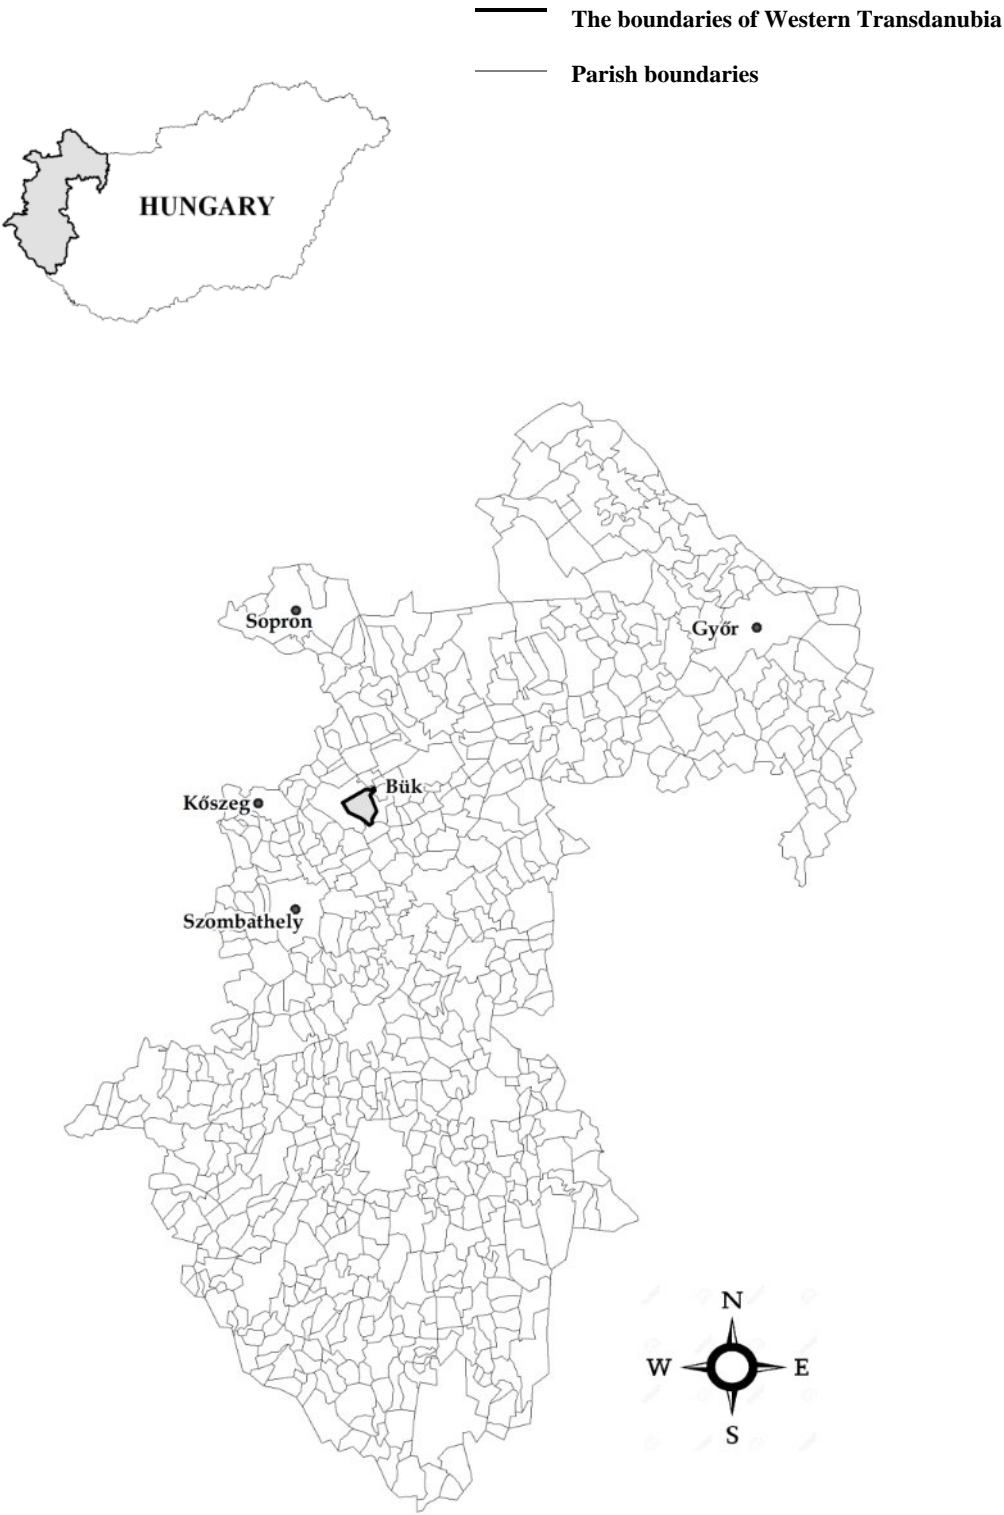 The boundaries of Western Transdanubia
Parish boundaries
HUNGARY
Sopron
Győr
Bük
Kőszeg
Szombathely
N
W
E
S